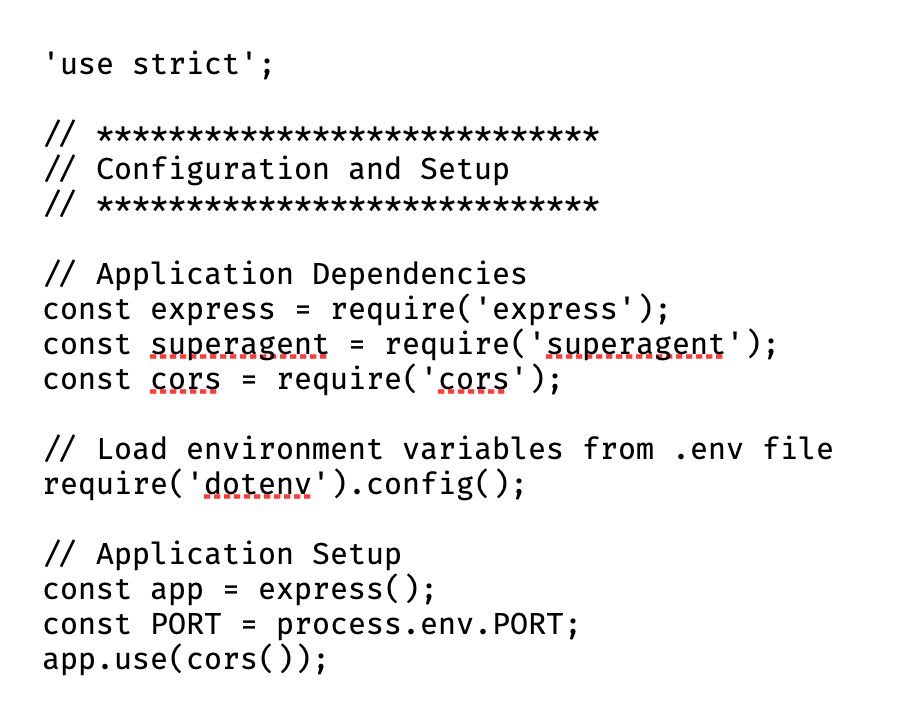 'use strict';
// ****************************
// Configuration and Setup
// ****************************
// Application Dependencies
const express = require('express');
const superagent = require('superagent');
const cors = require('cors');
// Load environment variables from .env file
require('dotenv').config();
// Application Setup
const app = express();
const PORT = process.env.PORT;
app.use(cors());